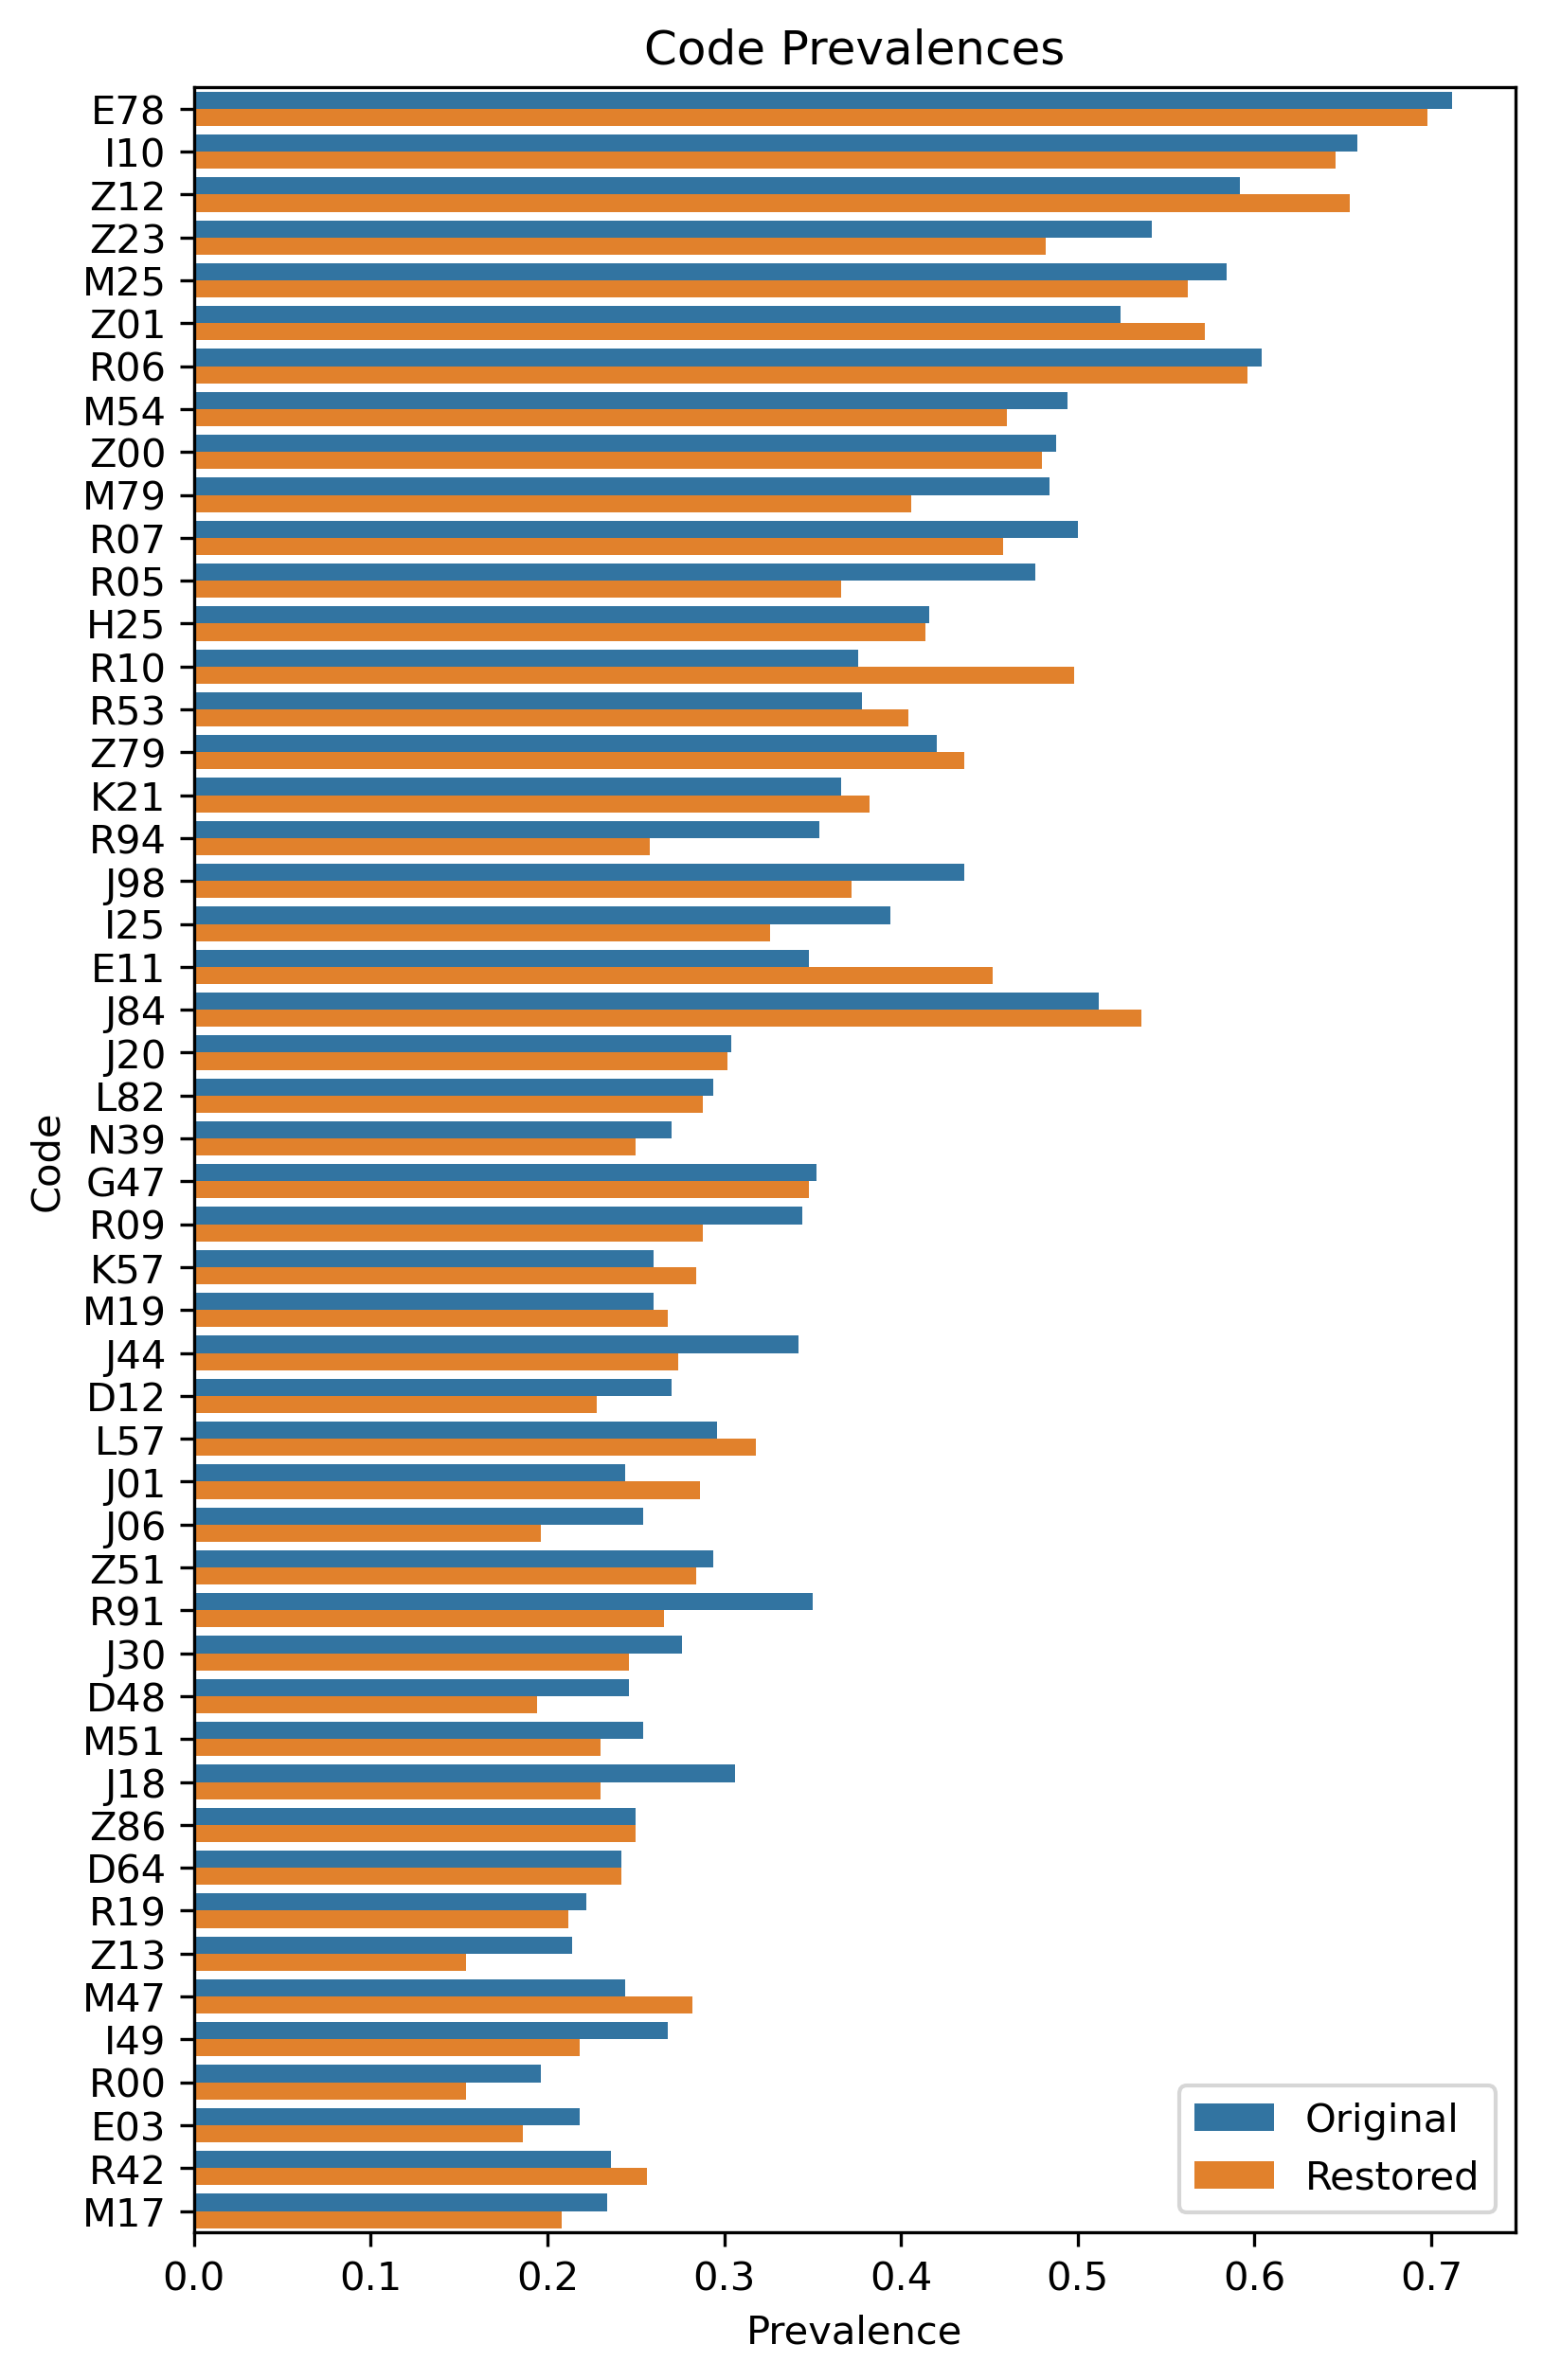 Code Prevalences
E78
I10
Z12
Z23
M25
Z01
R06
M54
Z00
M79
R07
R05
H25
R10
R53
Z79
K21
R94
J98
I25
E11
J84
J20
L82
N39
G47
R09
K57
M19
J44
D12
L57
J01
J06
Z51
R91
J30
D48
M51
J18
Z86
D64
R19
Z13
M47
I49
R00
E03
R42
M17
Code
Original
Restored
0.0 0.1 0.2 0.3 0.4 0.5 0.6 0.7
Prevalence